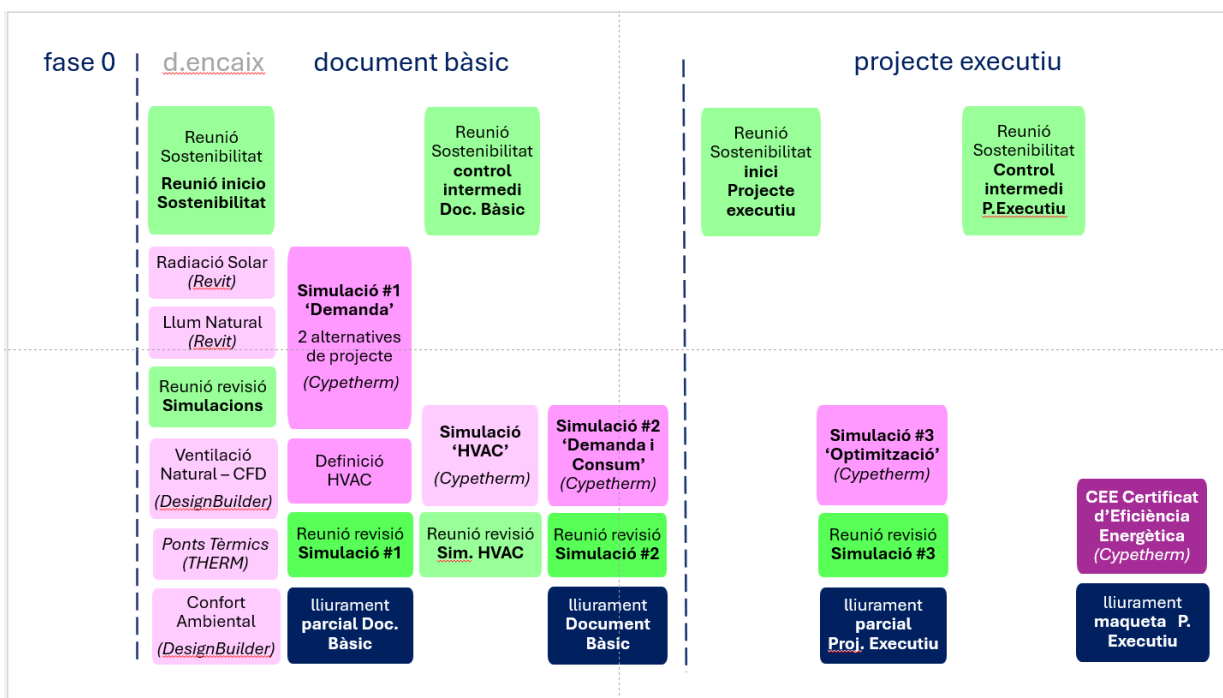 fase 0
d.encaix
document bàsic
projecte executiu
Reunió
Sostenibilitat
Reunió inicio
Sostenibilitat
Reunió
Sostenibilitat
control
intermedi
Doc. Bàsic
Reunió
Sostenibilitat
inici
Projecte
executiu
Reunió
Sostenibilitat
Control
intermedi
P.Executiu
Radiació Solar
(Revit)
Llum Natural
(Revit)
Reunió revisió
Simulacions
Ventilació
Natural – CFD
(DesignBuilder)
Ponts Tèrmics
(THERM)
Confort
Ambiental
(DesignBuilder)
Simulació #1
‘Demanda’
2 alternatives
de projecte
(Cypetherm)
Definició
HVAC
Reunió revisió
Simulació #1
lliurament
parcial Doc.
Bàsic
Simulació
‘HVAC’
(Cypetherm)
Reunió revisió
Sim. HVAC
Simulació #2
‘Demanda i
Consum’
(Cypetherm)
Reunió revisió
Simulació #2
lliurament
Document
Bàsic
Simulació #3
‘Optimització’
(Cypetherm)
Reunió revisió
Simulació #3
lliurament
parcial
Proj. Executiu
CEE Certificat
d’Eficiència
Energètica
(Cypetherm)
lliurament
maqueta P.
Executiu